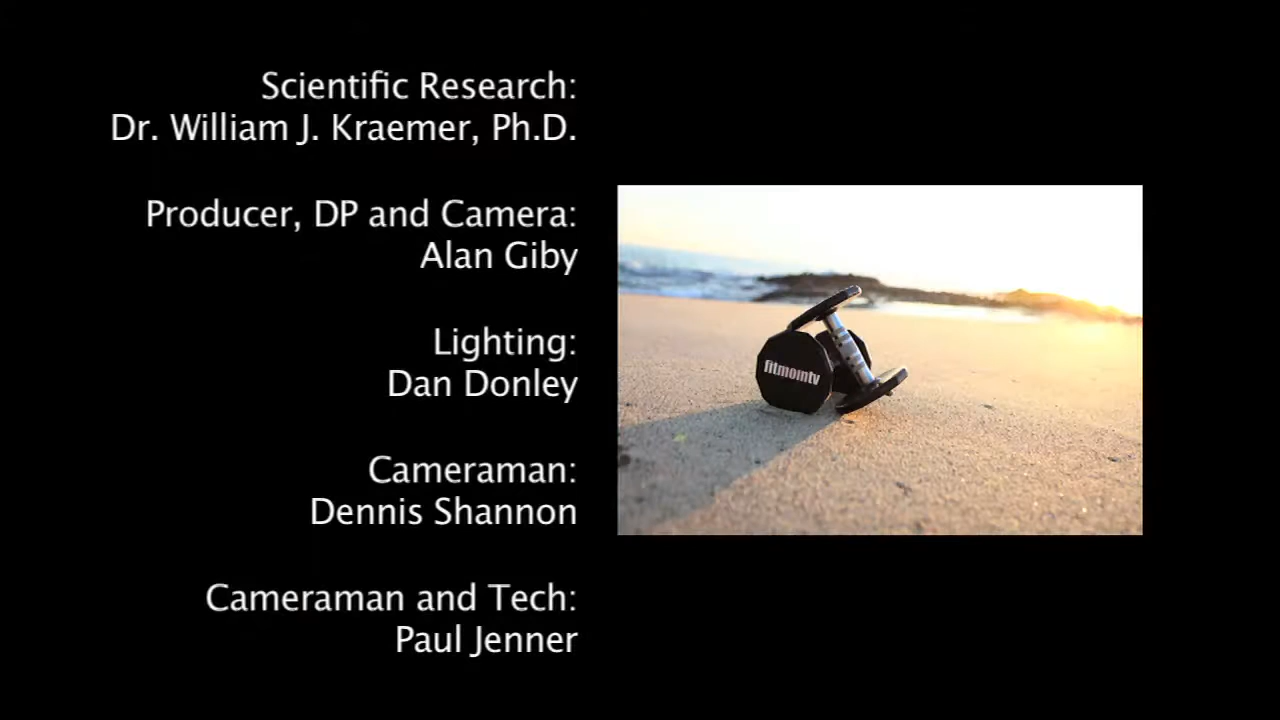 Scientific Research:
Dr. William J. Kraemer, Ph.D.
Producer, DP and Camera:
Alan Giby
Lighting:
Dan Donley
Cameraman:
Dennis Shannon
Cameraman and Tech:
Paul Jenner
fitmomtv